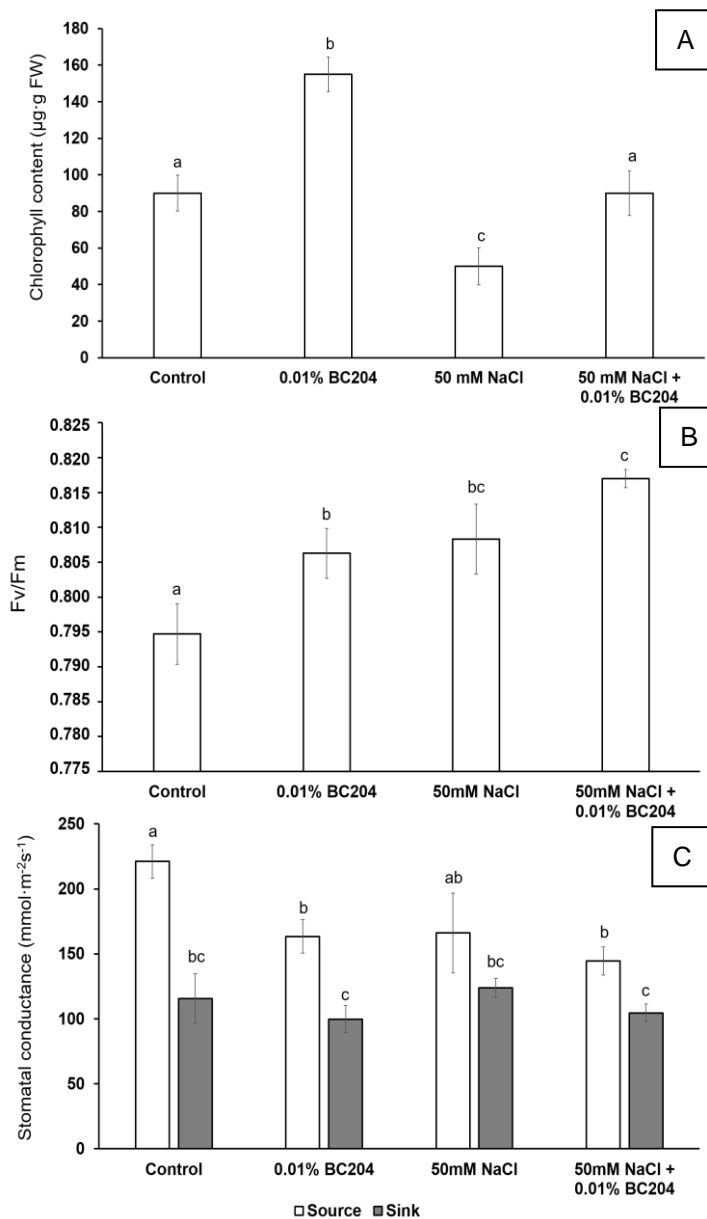 A
Chlorophyll content (µg·g FW)
180
160
140
120
100
80
60
40
20
0
a
b
c
a
Control
0.01% BC204
50 mM NaCl
50 mM NaCl +
0.01% BC204
B
Fv/Fm
0.825
0.820
0.815
0.810
0.805
0.800
0.795
0.790
0.785
0.780
0.775
a
b
bc
c
Control
0.01% BC204
50mM NaCl
50mM NaCl +
0.01% BC204
C
Stomatal conductance (mmol·m⁻²s⁻¹)
250
200
150
100
50
0
a
bc
b
c
ab
bc
b
c
Control
0.01% BC204
50mM NaCl
50mM NaCl +
0.01% BC204
Source Sink